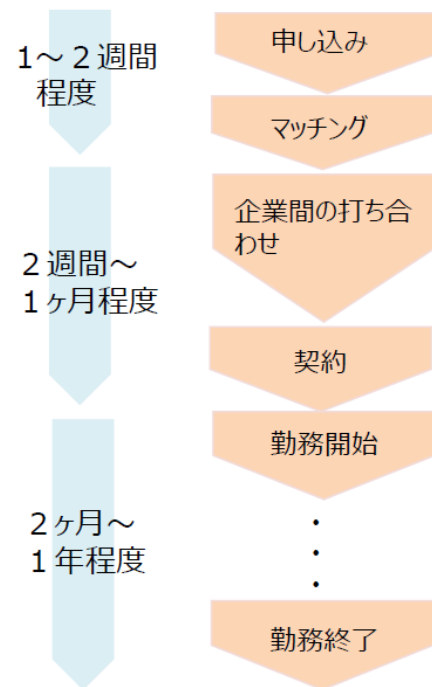 1～2週間
程度
申し込み
マッチング
2週間～
1ヶ月程度
企業間の打ち合
わせ
契約
2ヶ月～
1年程度
勤務開始
・
・
・
勤務終了